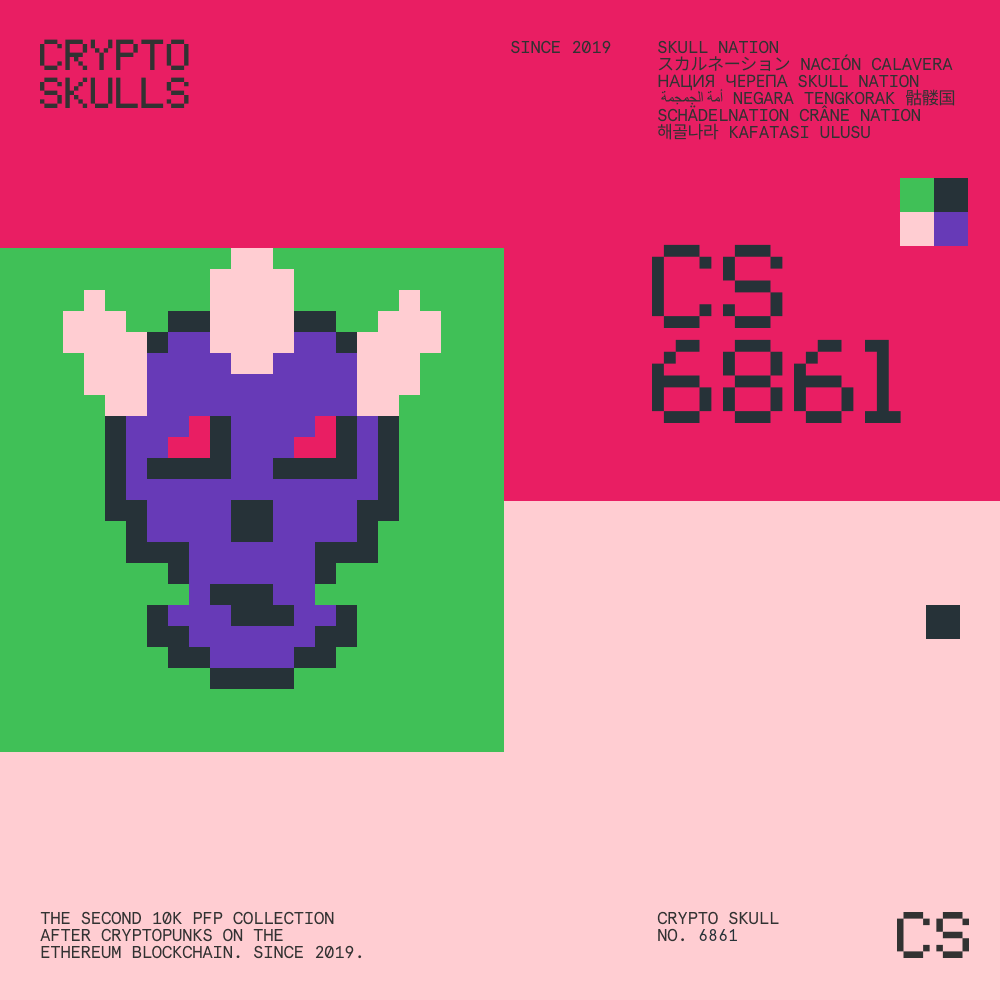 CRYPTO
SKULLS
SINCE 2019
SKULL NATION
スカルネーション NACIÓN CALAVERA
НАЦИЯ ЧЕРЕПА SKULL NATION
أمة الجمجمة NEGARA TENGKORAK 骷髅国
SCHÄDELNATION CRÂNE NATION
해골나라 KAFATASI ULUSU
CS
6861
THE SECOND 10K PFP COLLECTION
AFTER CRYPTOPUNKS ON THE
ETHEREUM BLOCKCHAIN. SINCE 2019.
CRYPTO SKULL
NO. 6861
CS